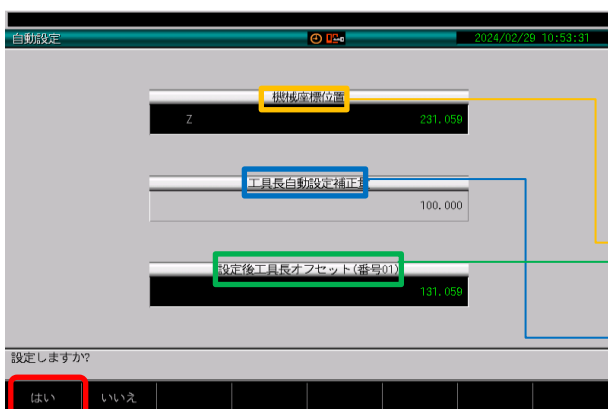 自動設定
2024/02/29 10:53:31
機械座標位置
Z 231.059
工具長自動設定補正量
100.000
設定後工具長オフセット(番号01)
131.059
設定しますか?
はい いいえ